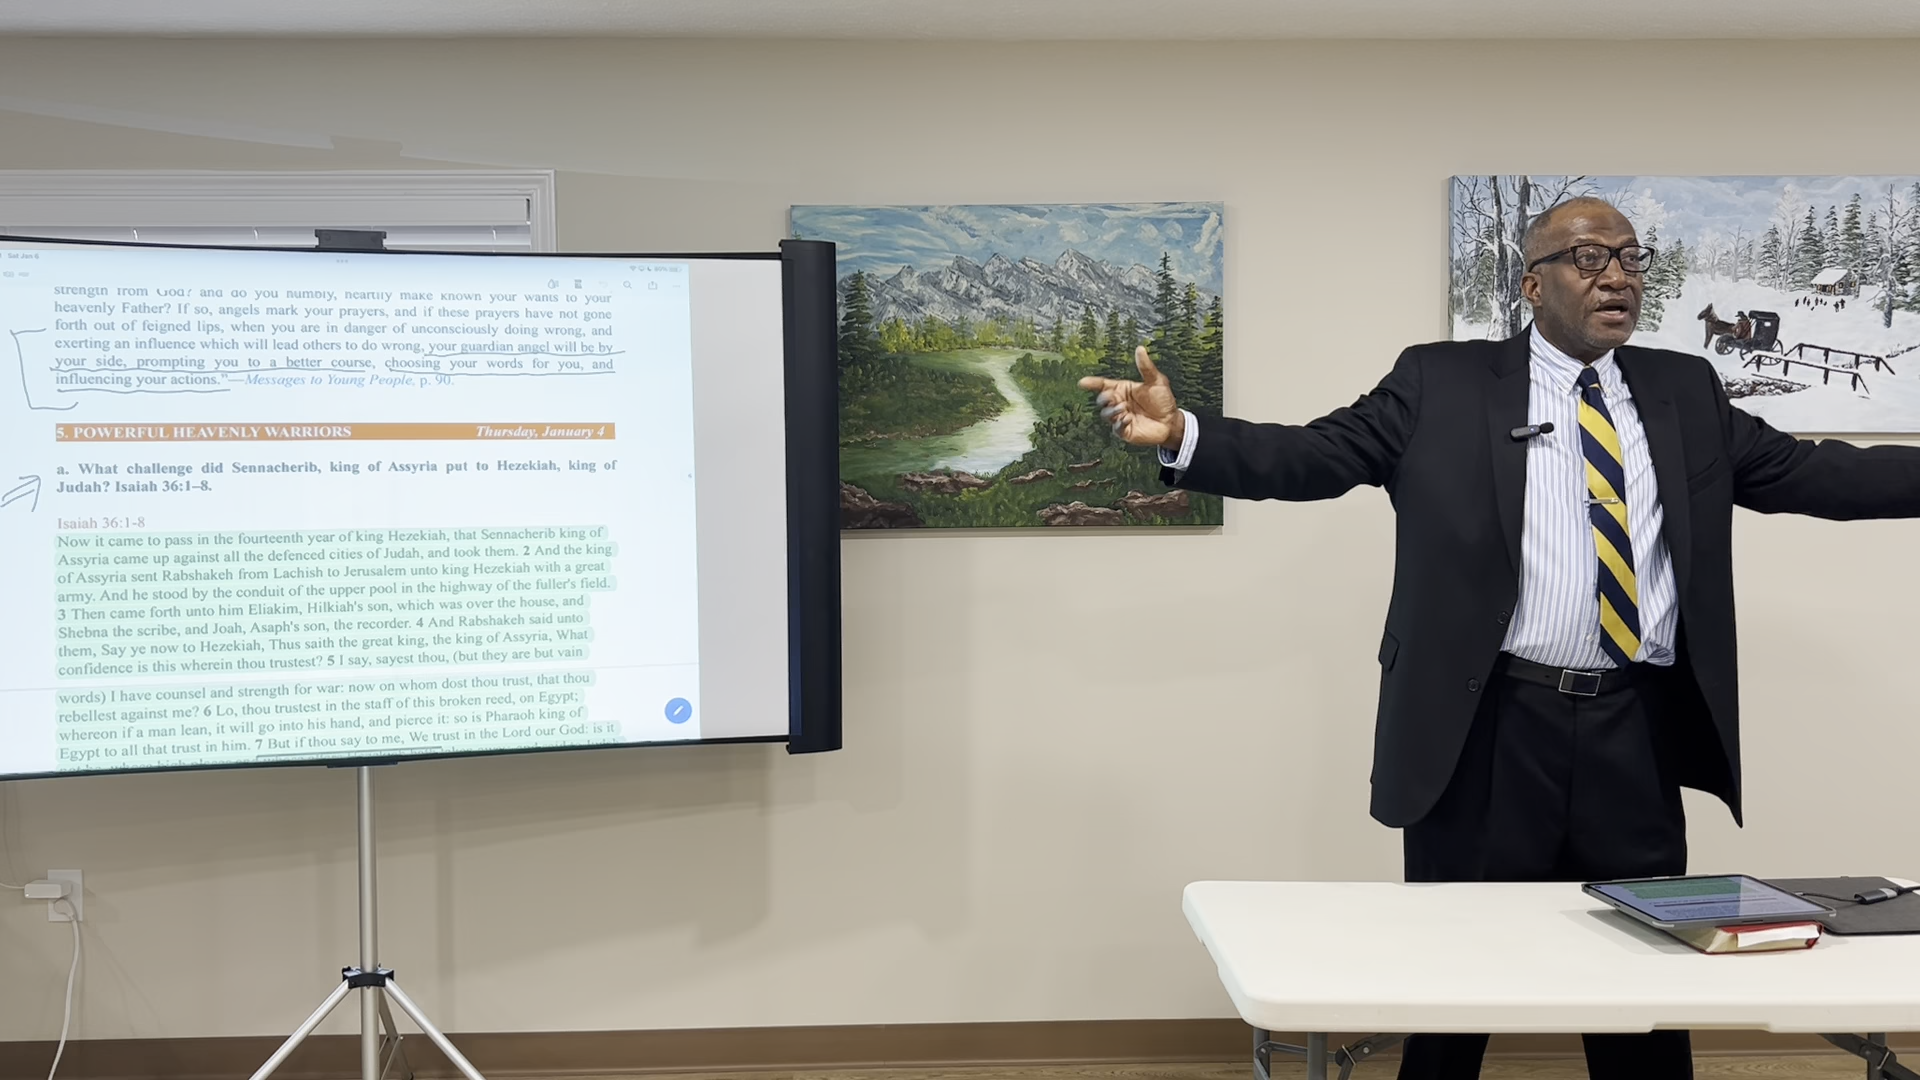 Sat Jan 6
strength from God? and do you humbly, heartily make known your wants to your
heavenly Father? If so, angels mark your prayers, and if these prayers have not gone
forth out of feigned lips, when you are in danger of unconsciously doing wrong, and
exerting an influence which will lead others to do wrong, your guardian angel will be by
your side, prompting you to a better course, choosing your words for you, and
influencing your actions."—Messages to Young People, p. 90.
5. POWERFUL HEAVENLY WARRIORS Thursday, January 4
a. What challenge did Sennacherib, king of Assyria put to Hezekiah, king of
Judah? Isaiah 36:1–8.
Isaiah 36:1-8
Now it came to pass in the fourteenth year of king Hezekiah, that Sennacherib king of
Assyria came up against all the defenced cities of Judah, and took them. 2 And the king
of Assyria sent Rabshakeh from Lachish to Jerusalem unto king Hezekiah with a great
army. And he stood by the conduit of the upper pool in the highway of the fuller's field.
3 Then came forth unto him Eliakim, Hilkiah's son, which was over the house, and
Shebna the scribe, and Joah, Asaph's son, the recorder. 4 And Rabshakeh said unto
them, Say ye now to Hezekiah, Thus saith the great king, the king of Assyria, What
confidence is this wherein thou trustest? 5 I say, sayest thou, (but they are but vain
words) I have counsel and strength for war: now on whom dost thou trust, that thou
rebellest against me? 6 Lo, thou trustest in the staff of this broken reed, on Egypt;
whereon if a man lean, it will go into his hand, and pierce it: so is Pharaoh king of
Egypt to all that trust in him. 7 But if thou say to me, We trust in the Lord our God: is it